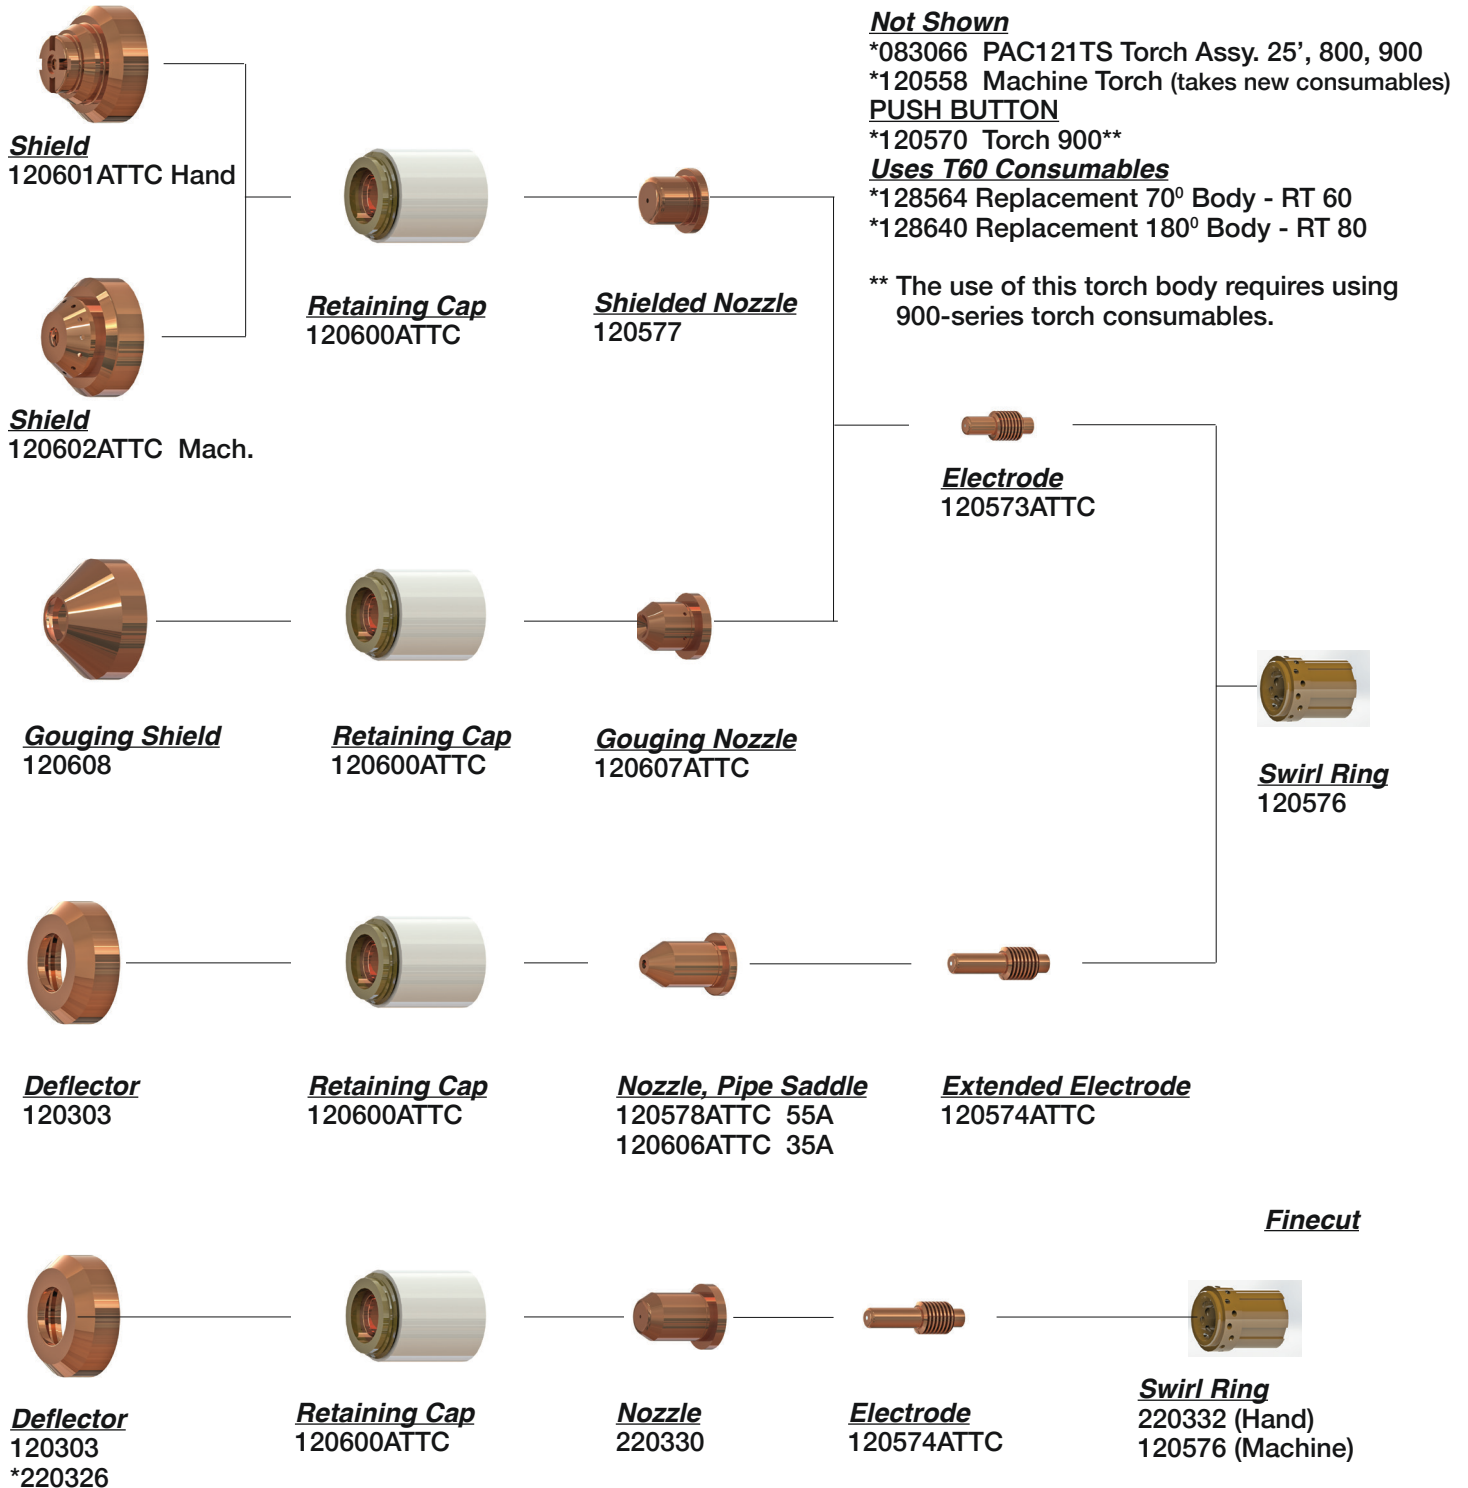 Not Shown
*083066 PAC121TS Torch Assy. 25’, 800, 900
*120558 Machine Torch (takes new consumables)
PUSH BUTTON
*120570 Torch 900**
Uses T60 Consumables
*128564 Replacement 70⁰ Body - RT 60
*128640 Replacement 180⁰ Body - RT 80
** The use of this torch body requires using
900-series torch consumables.
Shield
120601ATTC Hand
Retaining Cap
120600ATTC
Shielded Nozzle
120577
Shield
120602ATTC Mach.
Electrode
120573ATTC
Gouging Shield
120608
Retaining Cap
120600ATTC
Gouging Nozzle
120607ATTC
Swirl Ring
120576
Deflector
120303
Retaining Cap
120600ATTC
Nozzle, Pipe Saddle
120578ATTC 55A
120606ATTC 35A
Extended Electrode
120574ATTC
Finecut
Deflector
120303
*220326
Retaining Cap
120600ATTC
Nozzle
220330
Electrode
120574ATTC
Swirl Ring
220332 (Hand)
120576 (Machine)